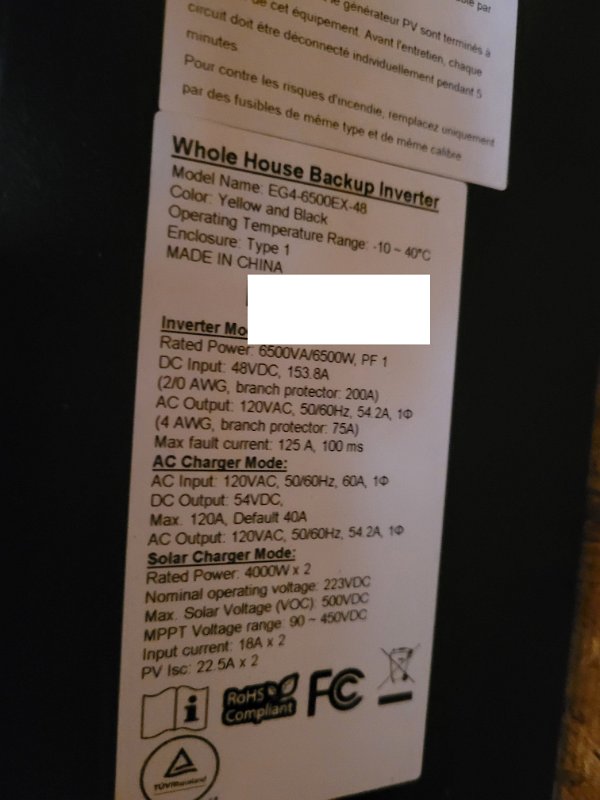 le générateur PV sont terminés à
de cet équipement. Avant l'entretien, chaque
circuit doit être déconnecté individuellement pendant 5
minutes
Pour contre les risques d'incendie, remplacez uniquement
par des fusibles de même type et de même calibre
Whole House Backup Inverter
Model Name: EG4-6500EX-48
Color: Yellow and Black
Operating Temperature Range: -10 ~ 40°C
Enclosure: Type 1
MADE IN CHINA
Inverter Mo
Rated Power: 6500VA/6500W, PF 1
DC Input: 48VDC, 153.8A
(2/0 AWG, branch protector: 200A)
AC Output: 120VAC, 50/60Hz, 54.2A, 1Φ
(4 AWG, branch protector: 75A)
Max fault current: 125 A, 100 ms
AC Charger Mode:
AC Input: 120VAC, 50/60Hz, 60A, 1Φ
DC Output: 54VDC,
Max. 120A, Default 40A
AC Output: 120VAC, 50/60Hz, 54.2A, 1Φ
Solar Charger Mode:
Rated Power: 4000W x 2
Nominal operating voltage: 223VDC
Max. Solar Voltage (VOC): 500VDC
MPPT Voltage range: 90 ~ 450VDC
Input current: 18A x 2
PV Isc: 22.5A x 2
RoHS
Compliant
FC
TÜVRheinland